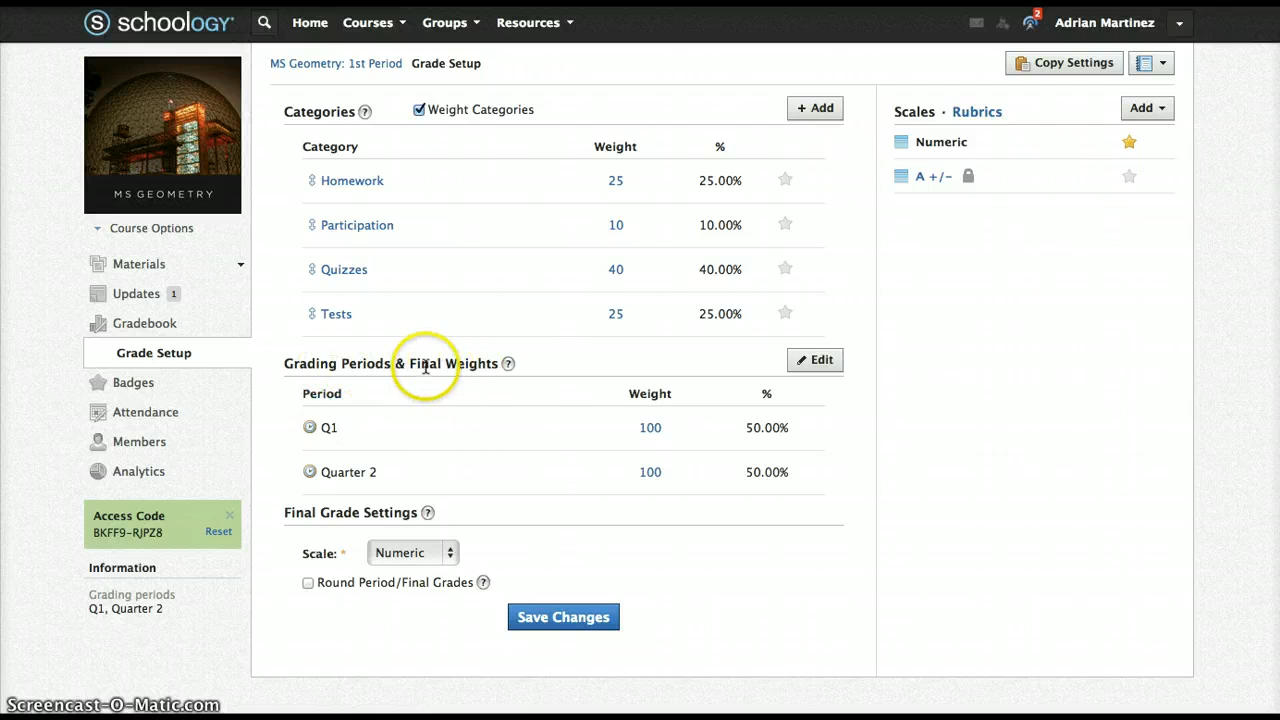 schoology Home Courses Groups Resources 2 Adrian Martinez
MS Geometry: 1st Period Grade Setup Copy Settings
Categories ? Weight Categories + Add
Category Weight %
Homework 25 25.00%
Participation 10 10.00%
Quizzes 40 40.00%
Tests 25 25.00%
Grading Periods & Final Weights ? Edit
Period Weight %
Q1 100 50.00%
Quarter 2 100 50.00%
Final Grade Settings ?
Scale: * Numeric
Round Period/Final Grades ?
Save Changes
Scales · Rubrics Add
Numeric
A +/-
MS GEOMETRY
Course Options
Materials
Updates 1
Gradebook
Grade Setup
Badges
Attendance
Members
Analytics
Access Code
BKFF9-RJPZ8 Reset
Information
Grading periods
Q1, Quarter 2
Screencast-O-Matic.com